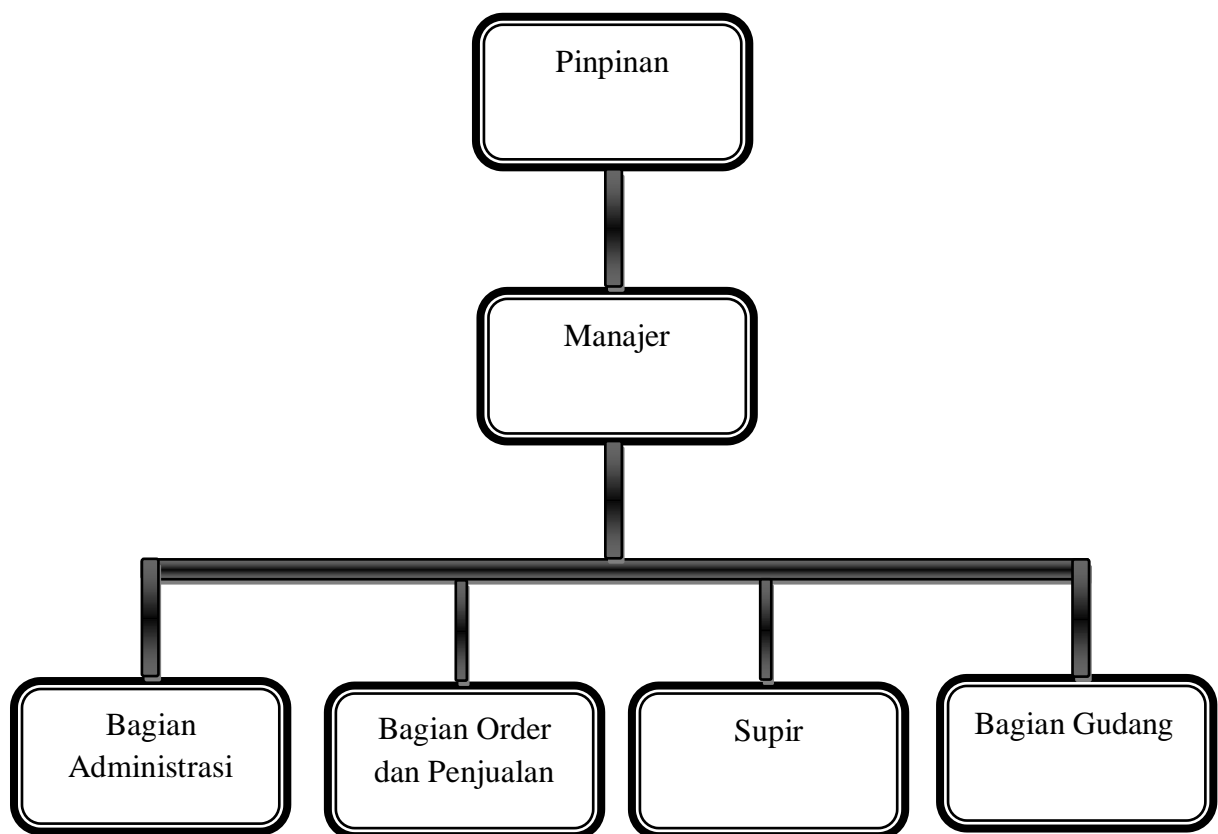 Pinpinan
Manajer
Bagian
Administrasi
Bagian Order
dan Penjualan
Supir
Bagian Gudang